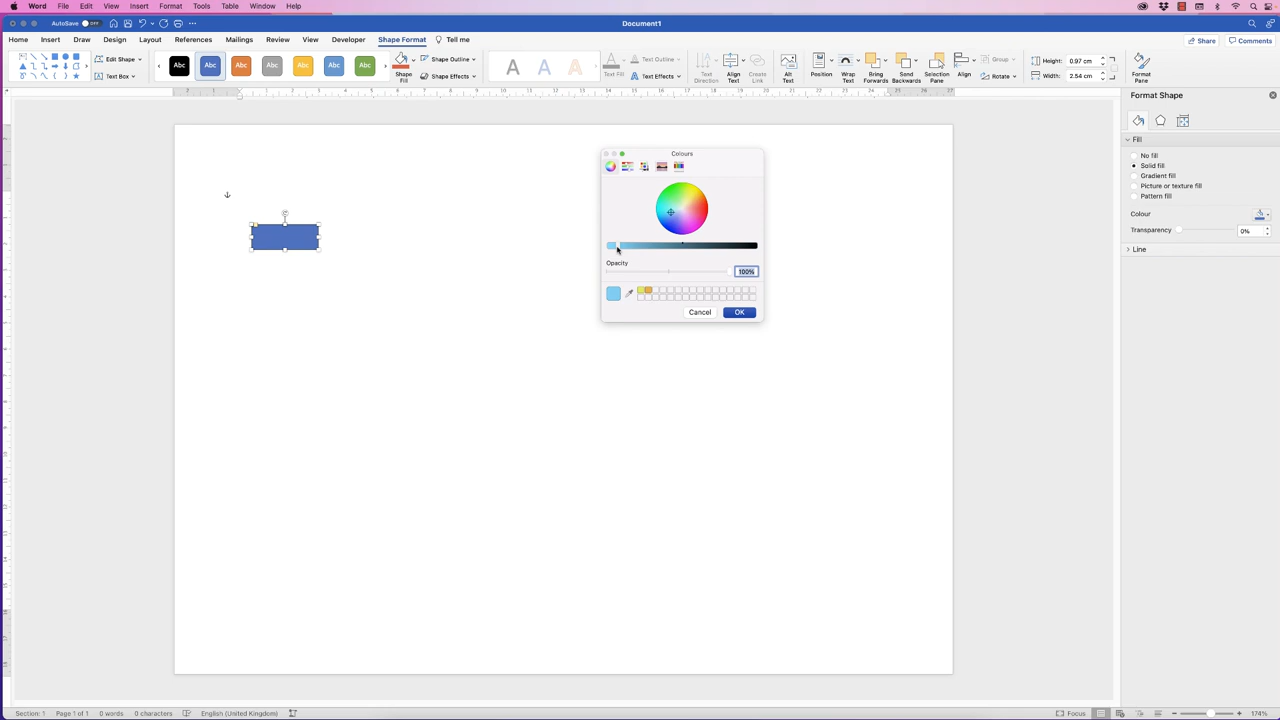 Word File Edit View Insert Format Tools Table Window Help
AutoSave OFF Document1
Home Insert Draw Design Layout References Mailings Review View Developer Shape Format Tell me Share Comments
Edit Shape Text Box
Abc Abc Abc Abc Abc Abc Abc
Shape Fill Shape Outline Shape Effects
A A A
Text Fill Text Outline Text Effects
Text Direction Align Text Create Link Alt Text Position Wrap Text Bring Forwards Send Backwards Selection Pane Align Group Rotate
Height: 0.97 cm
Width: 2.54 cm
Format Pane
Format Shape
Fill
No fill
Solid fill
Gradient fill
Picture or texture fill
Pattern fill
Colour
Transparency 0%
Line
Colours
Opacity
100%
Cancel OK
Section: 1 Page 1 of 1 0 words 0 characters English (United Kingdom) Focus 174%